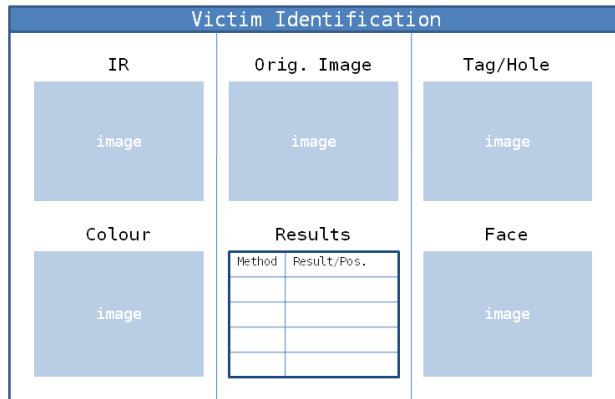 Victim Identification
IR
Orig. Image
Tag/Hole
image
image
image
Colour
Results
Face
Method
Result/Pos.
image
image